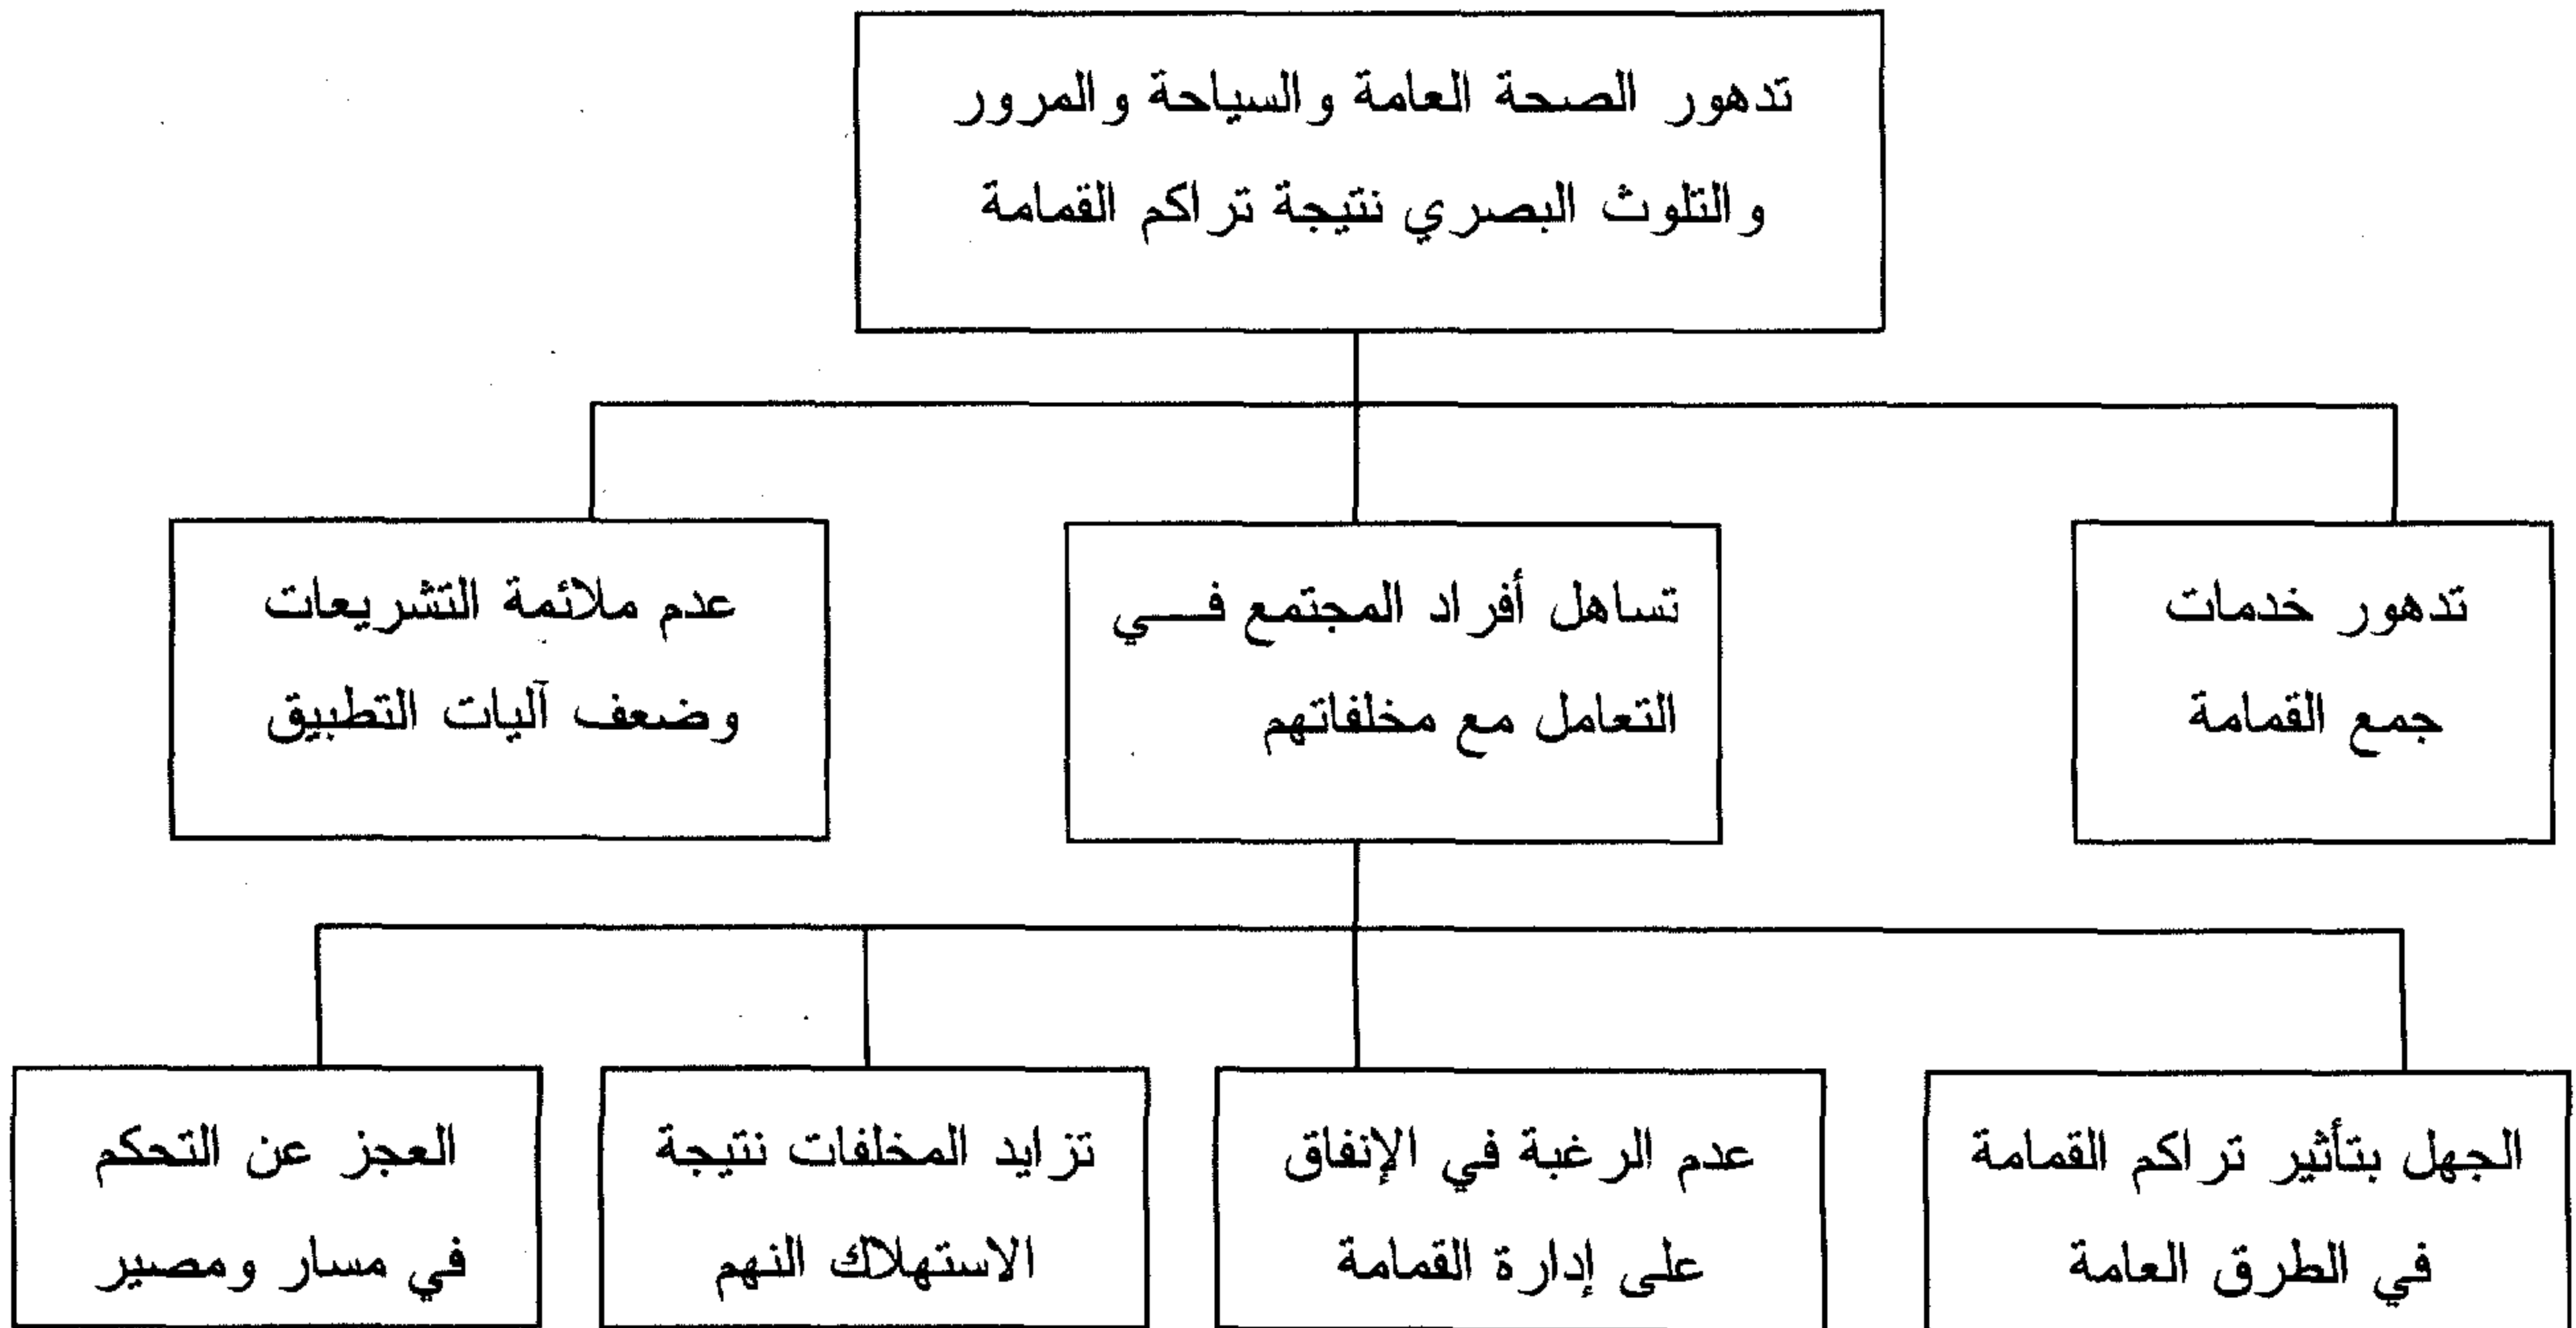 تدهور الصحة العامة والسياحة والمرور
والتلوث البصري نتيجة تراكم القمامة
تدهور خدمات
جمع القمامة
تساهل أفراد المجتمع في
التعامل مع مخلفاتهم
عدم ملائمة التشريعات
وضعف آليات التطبيق
الجهل بتأثير تراكم القمامة
في الطرق العامة
عدم الرغبة في الإنفاق
على إدارة القمامة
تزايد المخلفات نتيجة
الاستهلاك النهم
العجز عن التحكم
في مسار ومصير